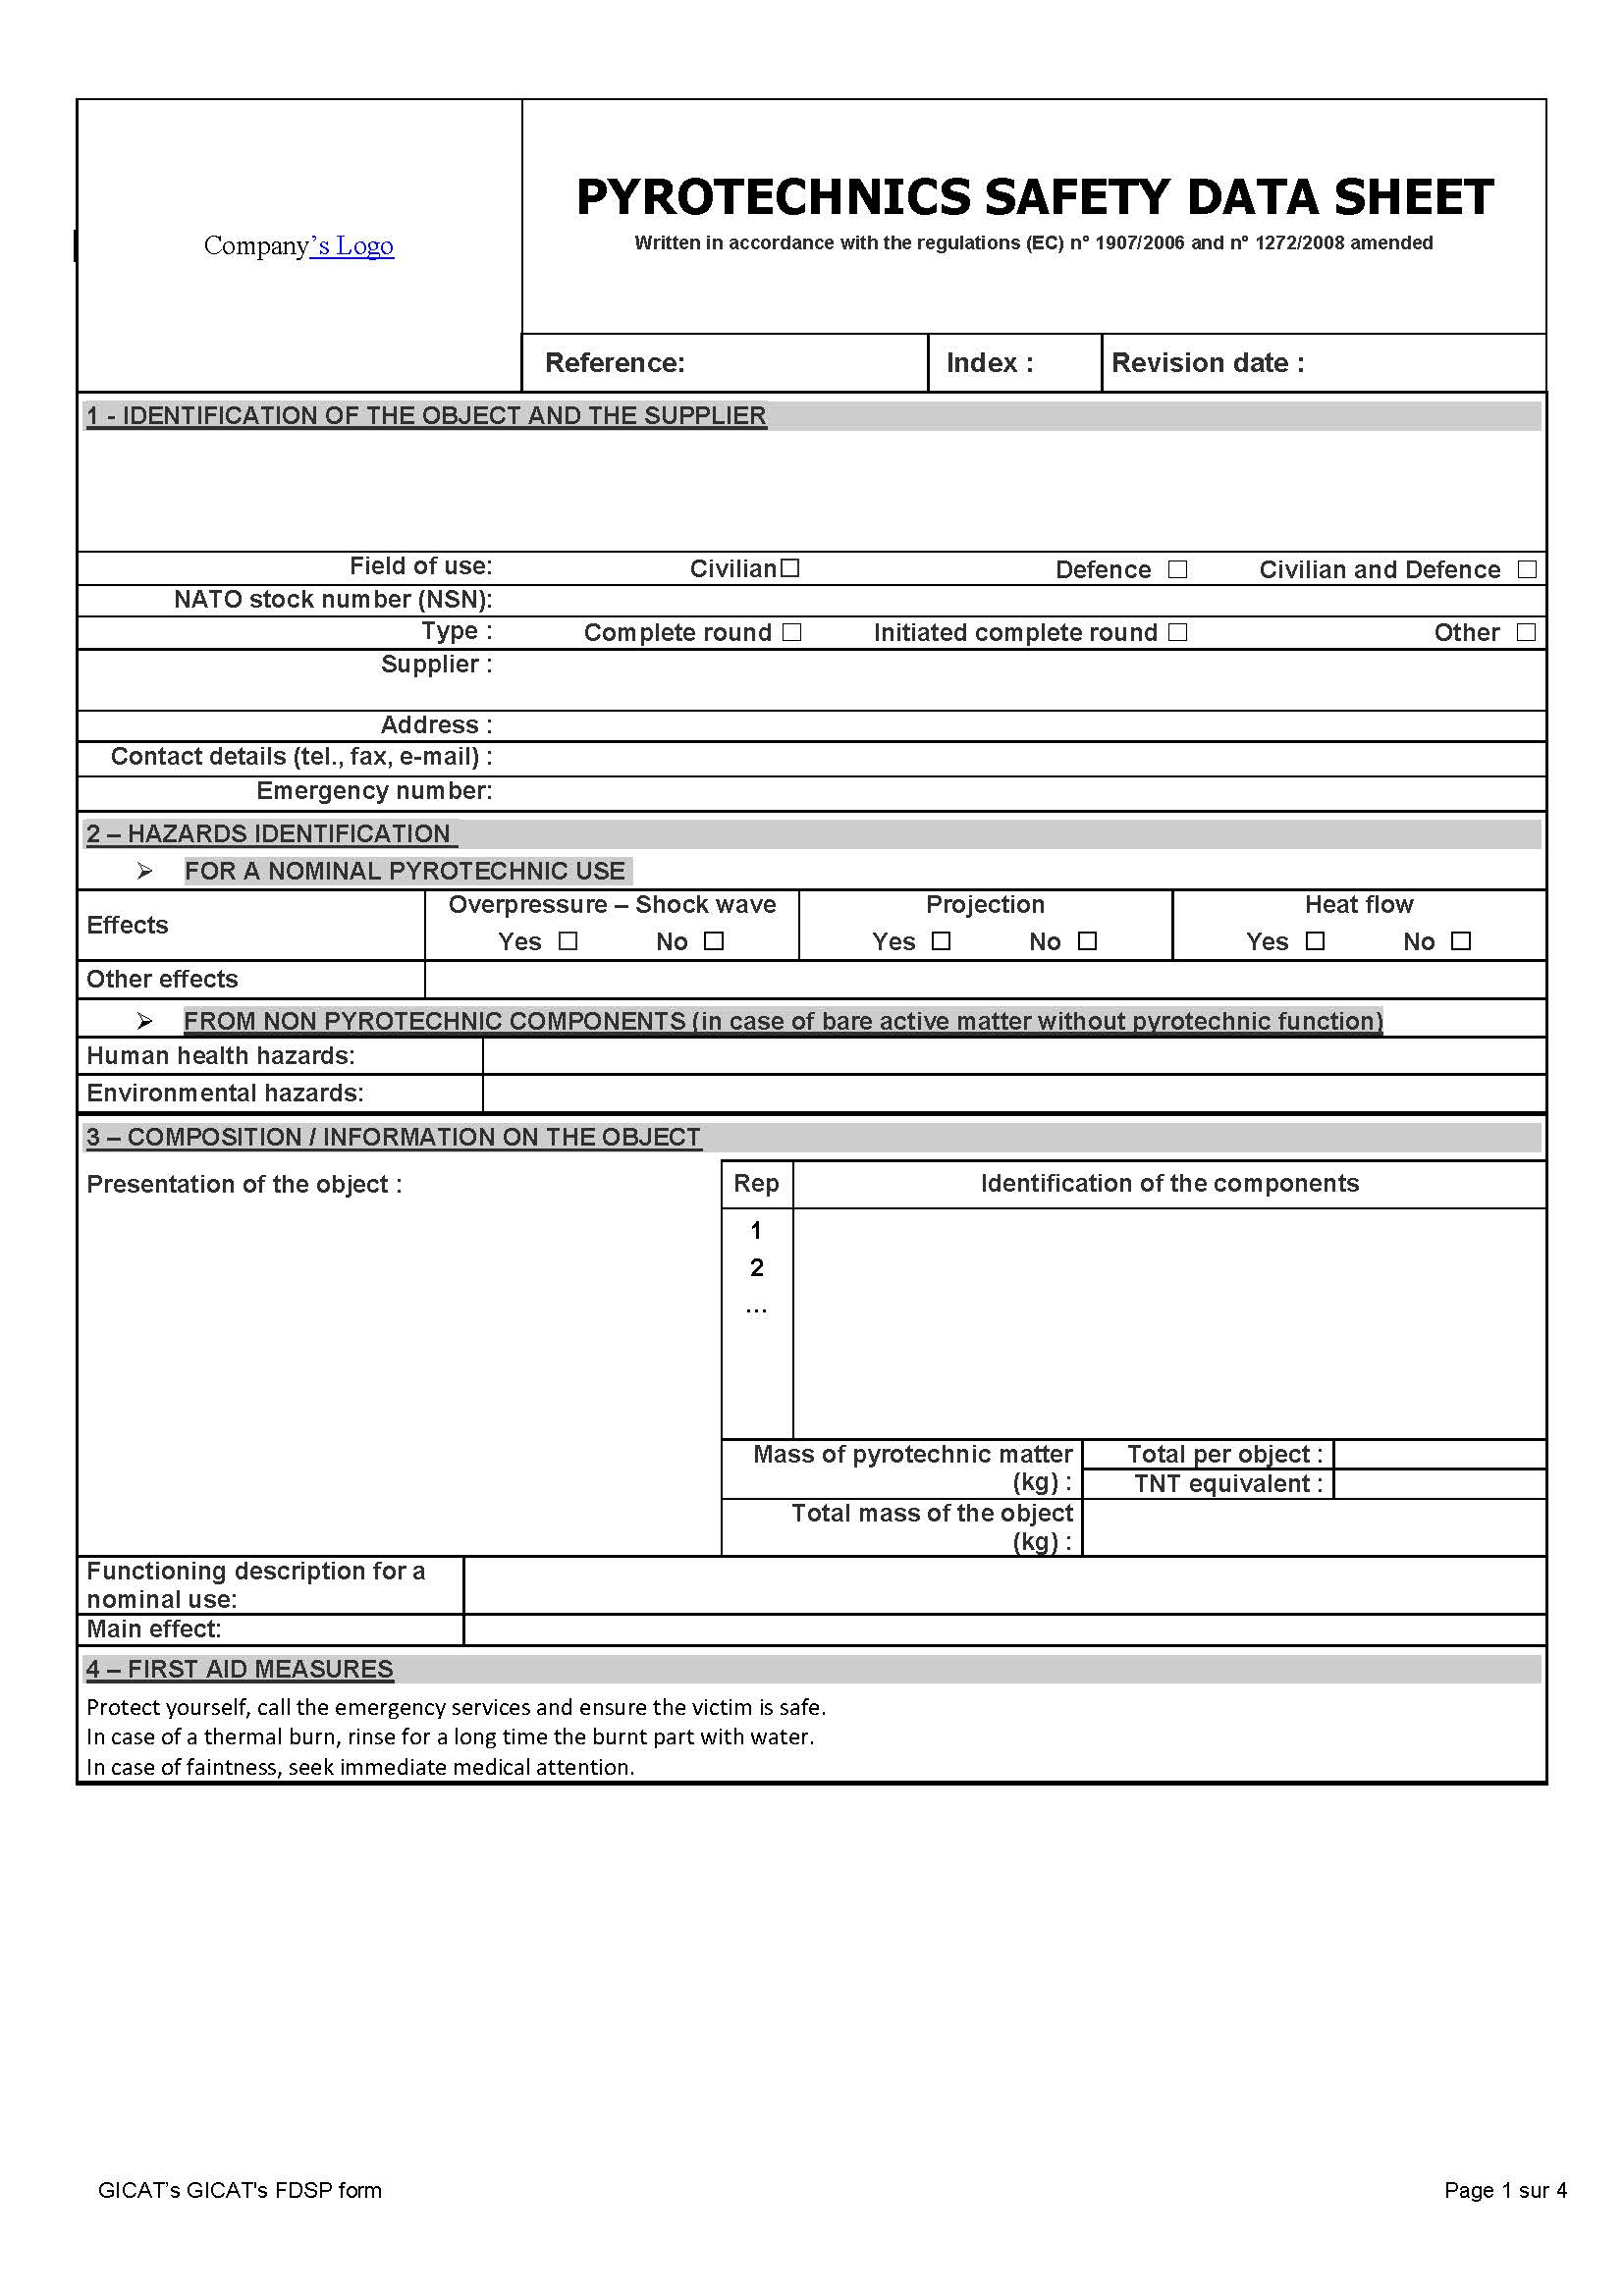 Company's Logo
PYROTECHNICS SAFETY DATA SHEET
Written in accordance with the regulations (EC) n° 1907/2006 and n° 1272/2008 amended
Reference: Index : Revision date :
1 - IDENTIFICATION OF THE OBJECT AND THE SUPPLIER
Field of use: Civilian☐ Defence ☐ Civilian and Defence ☐
NATO stock number (NSN):
Type : Complete round ☐ Initiated complete round ☐ Other ☐
Supplier :
Address :
Contact details (tel., fax, e-mail) :
Emergency number:
2 – HAZARDS IDENTIFICATION
➢ FOR A NOMINAL PYROTECHNIC USE
Effects
Overpressure – Shock wave Projection Heat flow
Yes ☐ No ☐ Yes ☐ No ☐ Yes ☐ No ☐
Other effects
➢ FROM NON PYROTECHNIC COMPONENTS (in case of bare active matter without pyrotechnic function)
Human health hazards:
Environmental hazards:
3 – COMPOSITION / INFORMATION ON THE OBJECT
Presentation of the object :
Rep Identification of the components
1
2
...
Mass of pyrotechnic matter
(kg) :
Total per object :
TNT equivalent :
Total mass of the object
(kg) :
Functioning description for a
nominal use:
Main effect:
4 – FIRST AID MEASURES
Protect yourself, call the emergency services and ensure the victim is safe.
In case of a thermal burn, rinse for a long time the burnt part with water.
In case of faintness, seek immediate medical attention.
GICAT's GICAT's FDSP form Page 1 sur 4